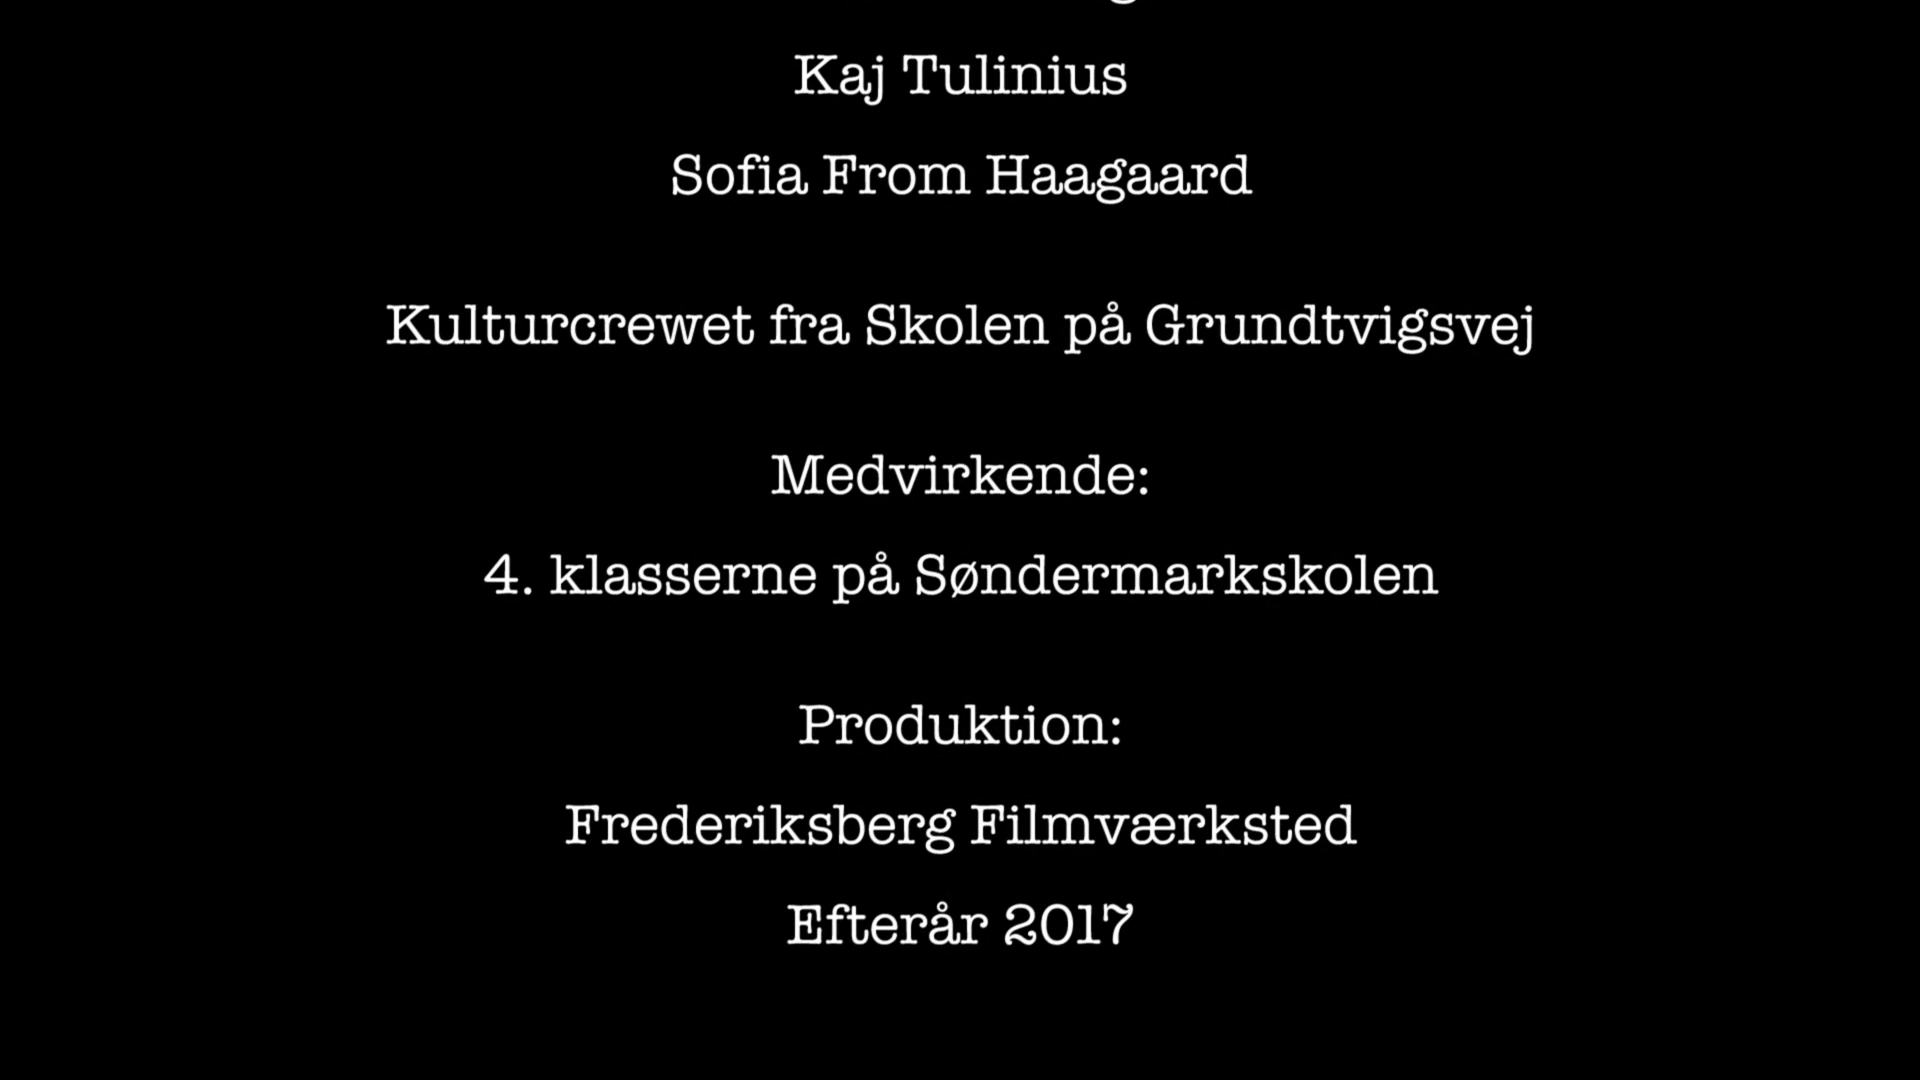 Kaj Tulinius
Sofia From Haagaard
Kulturcrewet fra Skolen på Grundtvigsvej
Medvirkende:
4. klasserne på Søndermarkskolen
Produktion:
Frederiksberg Filmværksted
Efterår 2017